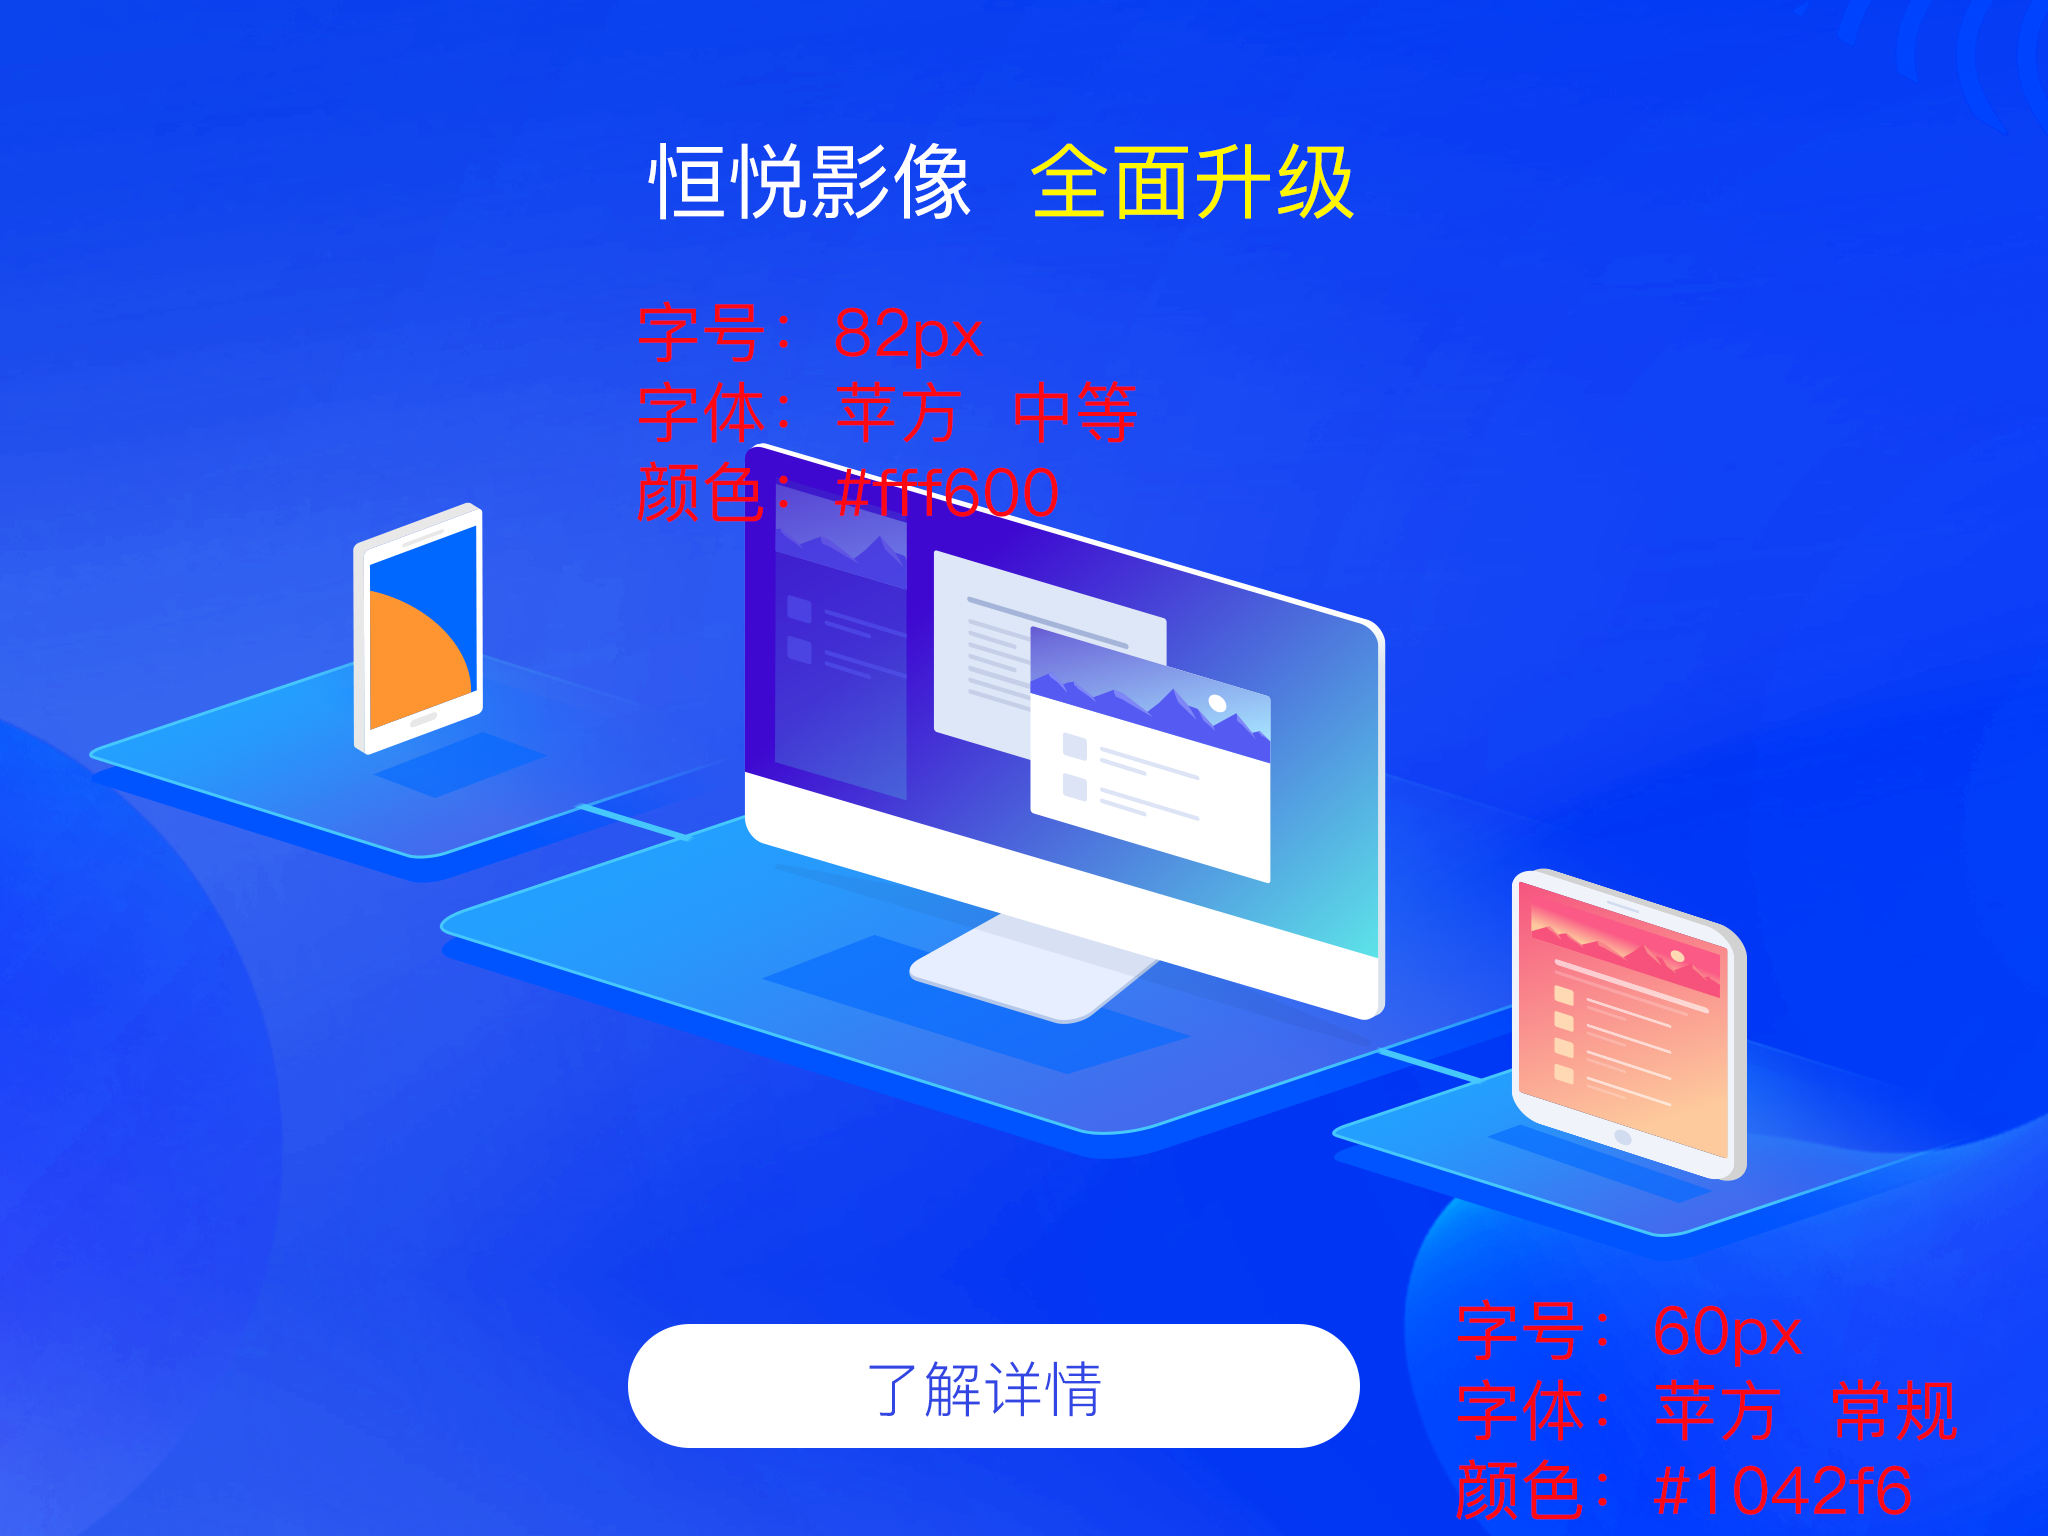 恒悦影像 全面升级
字号：82px
字体：苹方 中等
颜色：#fff600
了解详情
字号：60px
字体：苹方 常规
颜色：#1042f6